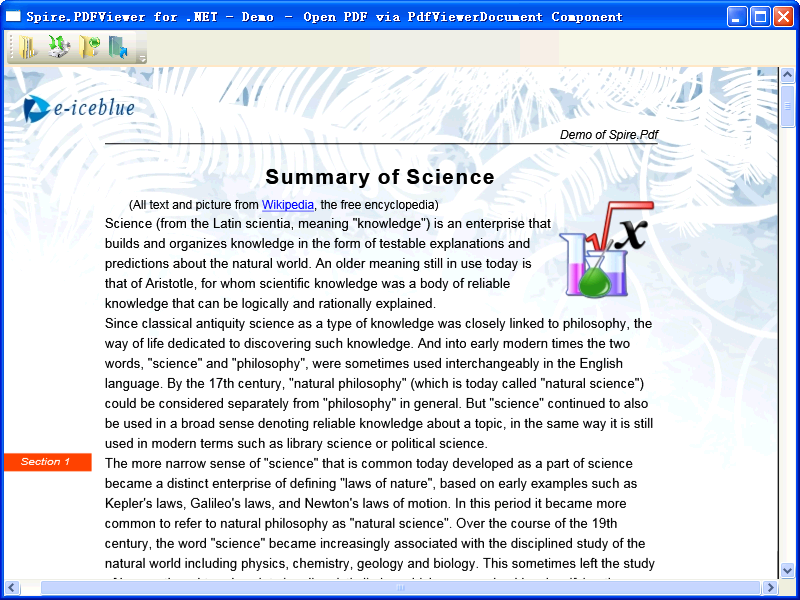 Spire.PDFViewer for .NET - Demo - Open PDF via PdfViewerDocument Component
e-iceblue
Demo of Spire.Pdf
Summary of Science
(All text and picture from Wikipedia, the free encyclopedia)
Science (from the Latin scientia, meaning "knowledge") is an enterprise that
builds and organizes knowledge in the form of testable explanations and
predictions about the natural world. An older meaning still in use today is
that of Aristotle, for whom scientific knowledge was a body of reliable
knowledge that can be logically and rationally explained.
Since classical antiquity science as a type of knowledge was closely linked to philosophy, the
way of life dedicated to discovering such knowledge. And into early modern times the two
words, "science" and "philosophy", were sometimes used interchangeably in the English
language. By the 17th century, "natural philosophy" (which is today called "natural science")
could be considered separately from "philosophy" in general. But "science" continued to also
be used in a broad sense denoting reliable knowledge about a topic, in the same way it is still
used in modern terms such as library science or political science.
Section 1
The more narrow sense of "science" that is common today developed as a part of science
became a distinct enterprise of defining "laws of nature", based on early examples such as
Kepler's laws, Galileo's laws, and Newton's laws of motion. In this period it became more
common to refer to natural philosophy as "natural science". Over the course of the 19th
century, the word "science" became increasingly associated with the disciplined study of the
natural world including physics, chemistry, geology and biology. This sometimes left the study